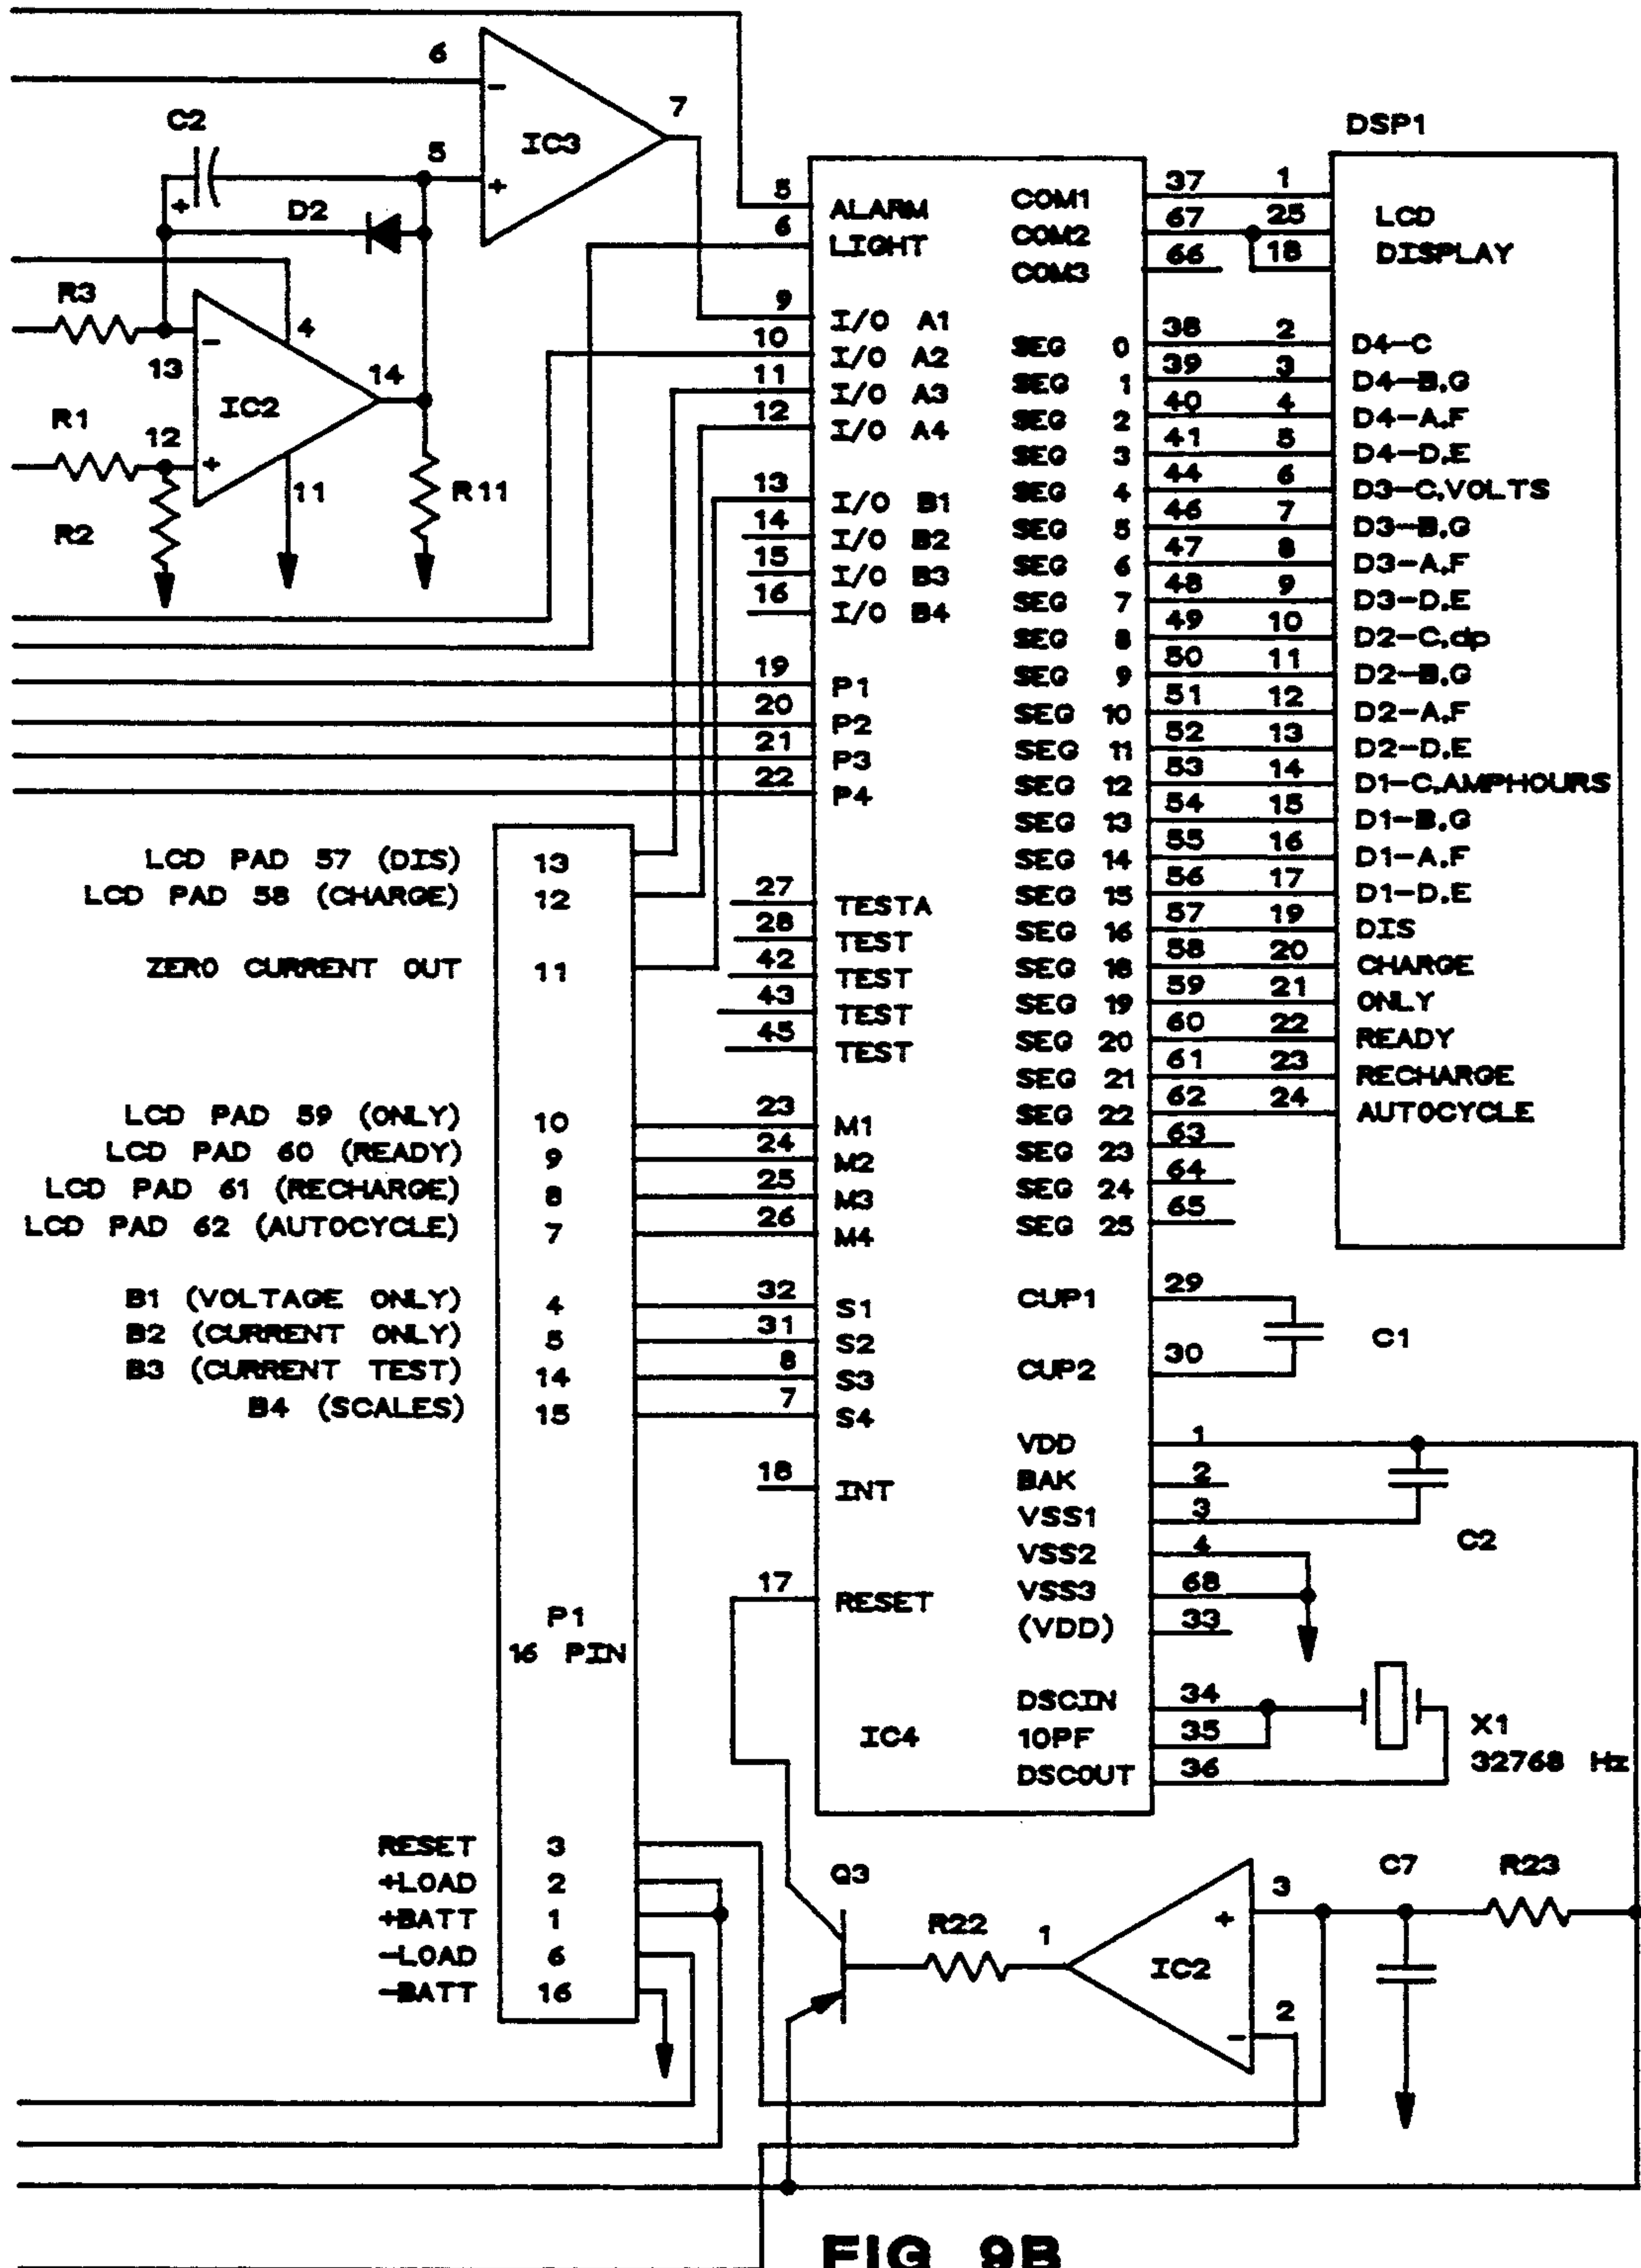 6
7
C2
IC3
5
+
D2
R3
4
13
14
IC2
R1
12
11
R2
R11
DSP1
5 ALARM COM1 37 1
6 LIGHT COM2 67 25 LCD
COM3 66 18 DISPLAY
9 I/O A1 SEG 0 38 2 D4-C
10 I/O A2 SEG 1 39 3 D4-B,G
11 I/O A3 SEG 2 40 4 D4-A,F
12 I/O A4 SEG 3 41 5 D4-D,E
13 I/O B1 SEG 4 44 6 D3-C,VOLTS
14 I/O B2 SEG 5 46 7 D3-B,G
15 I/O B3 SEG 6 47 8 D3-A,F
16 I/O B4 SEG 7 48 9 D3-D,E
SEG 8 49 10 D2-C,dp
19 P1 SEG 9 50 11 D2-B,G
20 P2 SEG 10 51 12 D2-A,F
21 P3 SEG 11 52 13 D2-D,E
22 P4 SEG 12 53 14 D1-C,AMPHOURS
SEG 13 54 15 D1-B,G
LCD PAD 57 (DIS) 13 SEG 14 55 16 D1-A,F
LCD PAD 58 (CHARGE) 12 27 TESTA SEG 15 56 17 D1-D,E
28 TEST SEG 16 57 19 DIS
ZERO CURRENT OUT 11 42 TEST SEG 18 58 20 CHARGE
43 TEST SEG 19 59 21 ONLY
45 TEST SEG 20 60 22 READY
SEG 21 61 23 RECHARGE
LCD PAD 59 (ONLY) 10 23 M1 SEG 22 62 24 AUTOCYCLE
LCD PAD 60 (READY) 9 24 M2 SEG 23 63
LCD PAD 61 (RECHARGE) 8 25 M3 SEG 24 64
LCD PAD 62 (AUTOCYCLE) 7 26 M4 SEG 25 65
B1 (VOLTAGE ONLY) 4 32 S1 CUP1 29
B2 (CURRENT ONLY) 5 31 S2 C1
B3 (CURRENT TEST) 14 8 S3 CUP2 30
B4 (SCALES) 15 7 S4
VDD 1
18 INT BAK 2
VSS1 3
C2
VSS2 4
17 RESET VSS3 68
P1 (VDD) 33
16 PIN
DSCIN 34
IC4 10PF 35 X1
DSCOUT 36 32768 Hz
RESET 3
+LOAD 2
+BATT 1
-LOAD 6
-BATT 16
Q3
R22
1
3
+
IC2
2
C7
R23
FIG 9B